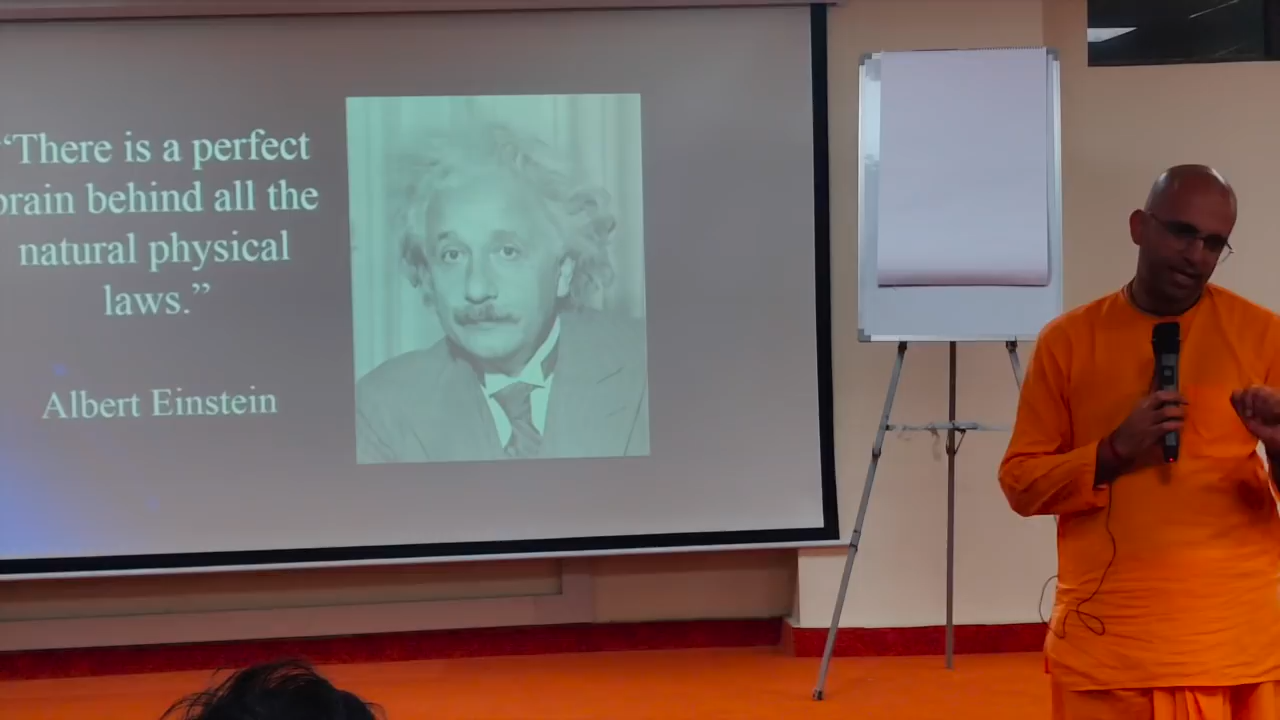 “There is a perfect
brain behind all the
natural physical
laws.”
Albert Einstein